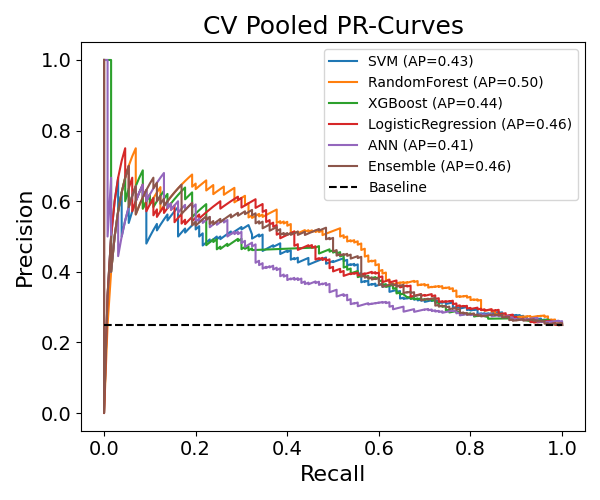 CV Pooled PR-Curves
SVM (AP=0.43)
RandomForest (AP=0.50)
XGBoost (AP=0.44)
LogisticRegression (AP=0.46)
ANN (AP=0.41)
Ensemble (AP=0.46)
Baseline
Precision
1.0
0.8
0.6
0.4
0.2
0.0
0.0 0.2 0.4 0.6 0.8 1.0
Recall